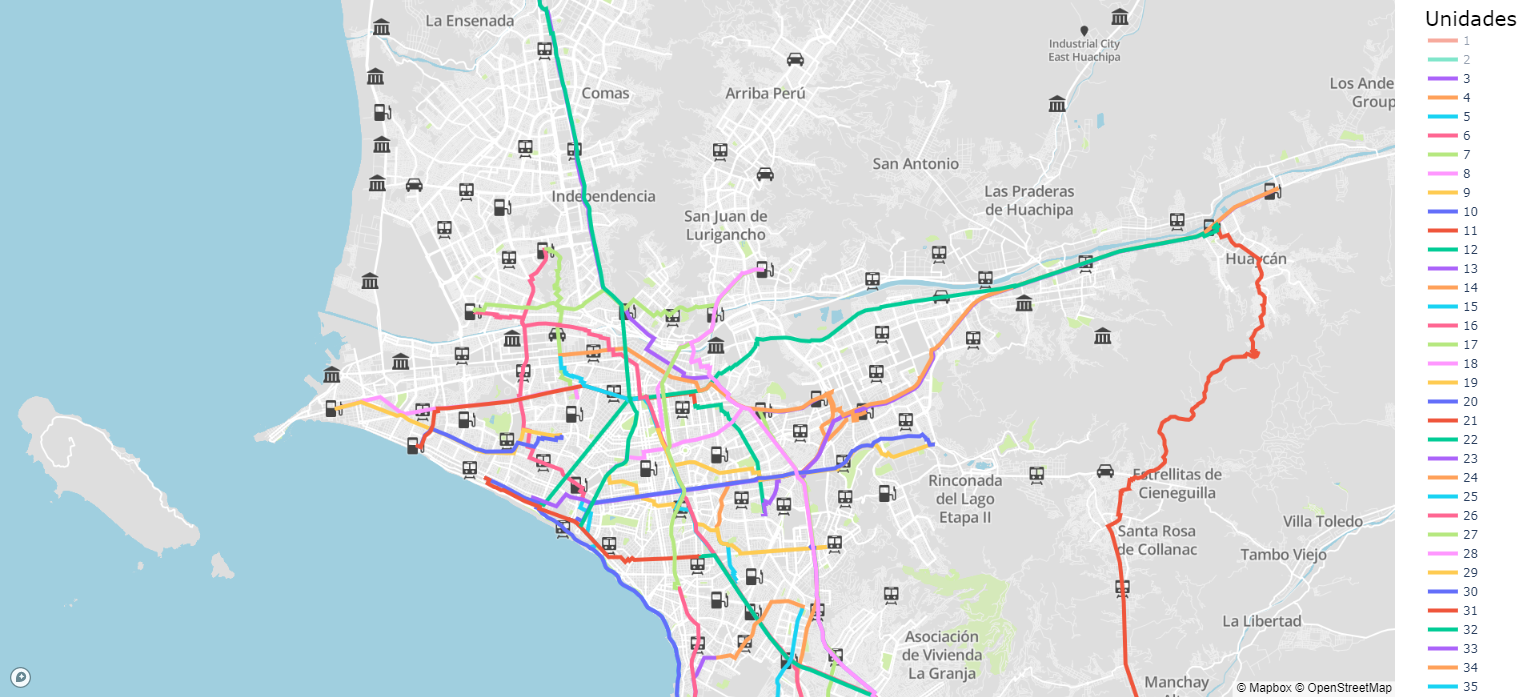 La Ensenada
Comas
Arriba Perú
Industrial City
East Huachipa
Los Ande
Group
San Antonio
Independencia
Las Praderas
de Huachipa
San Juan de
Lurigancho
Huaycán
Rinconada
del Lago
Etapa II
Estrellitas de
Cieneguilla
Santa Rosa
de Collanac
Villa Toledo
Tambo Viejo
La Libertad
Asociación
de Vivienda
La Granja
Manchay
© Mapbox © OpenStreetMap
Unidades
1
2
3
4
5
6
7
8
9
10
11
12
13
14
15
16
17
18
19
20
21
22
23
24
25
26
27
28
29
30
31
32
33
34
35